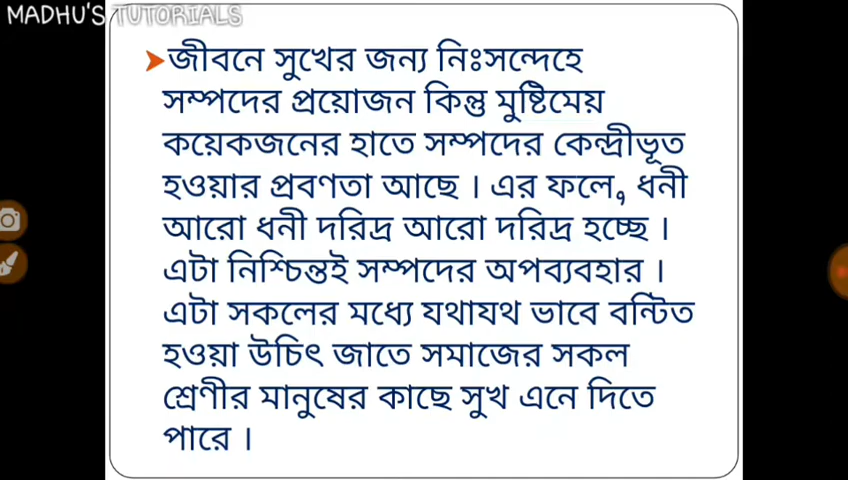 MADHU'S TUTORIALS
➤জীবনে সুখের জন্য নিঃসন্দেহে
সম্পদের প্রয়োজন কিন্তু মুষ্টিমেয়
কয়েকজনের হাতে সম্পদের কেন্দ্রীভূত
হওয়ার প্রবণতা আছে । এর ফলে, ধনী
আরো ধনী দরিদ্র আরো দরিদ্র হচ্ছে ।
এটা নিশ্চিন্তই সম্পদের অপব্যবহার ।
এটা সকলের মধ্যে যথাযথ ভাবে বন্টিত
হওয়া উচিৎ জাতে সমাজের সকল
শ্রেণীর মানুষের কাছে সুখ এনে দিতে
পারে ।